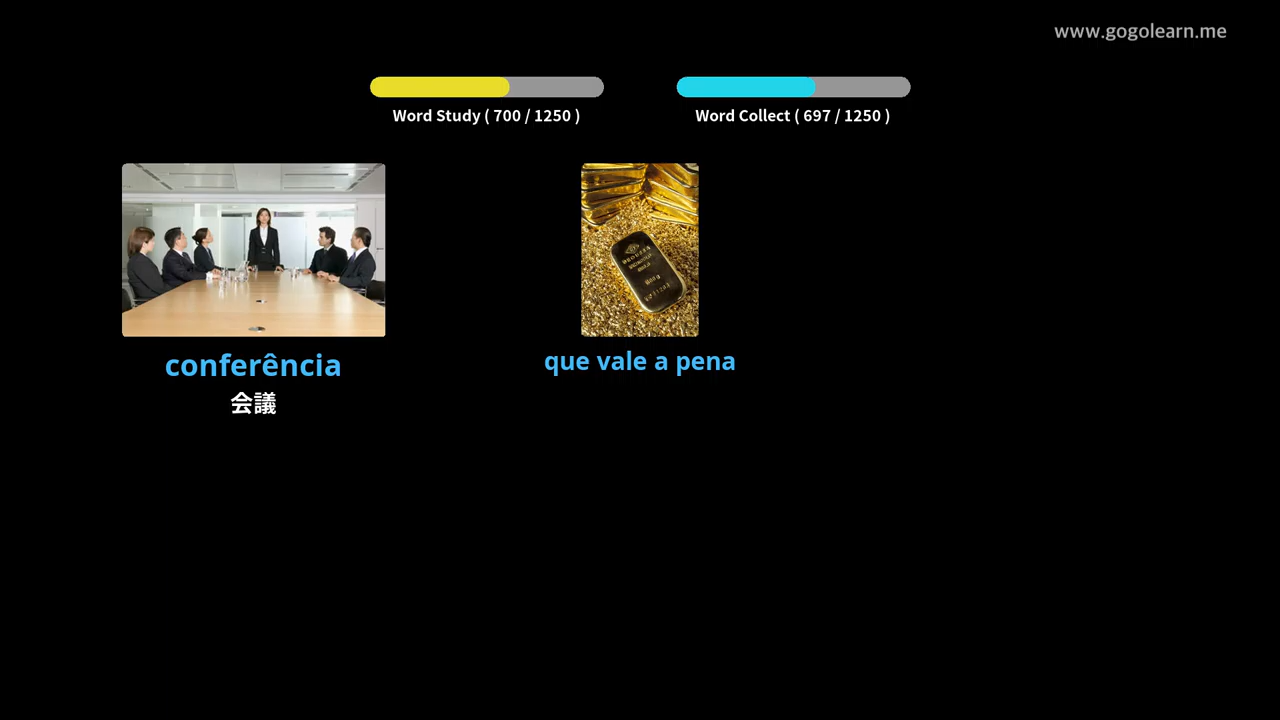 www.gogolearn.me
Word Study ( 700 / 1250 )
Word Collect ( 697 / 1250 )
conferência
会議
que vale a pena